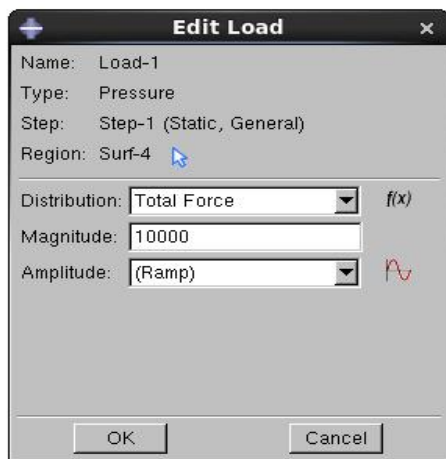 Edit Load
Name: Load-1
Type: Pressure
Step: Step-1 (Static, General)
Region: Surf-4
Distribution: Total Force f(x)
Magnitude: 10000
Amplitude: (Ramp)
OK Cancel